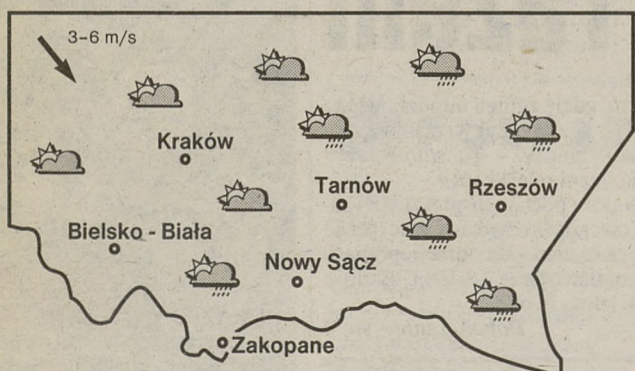 3-6 m/s
Kraków
Tarnów
Rzeszów
Bielsko - Biała
Nowy Sącz
Zakopane